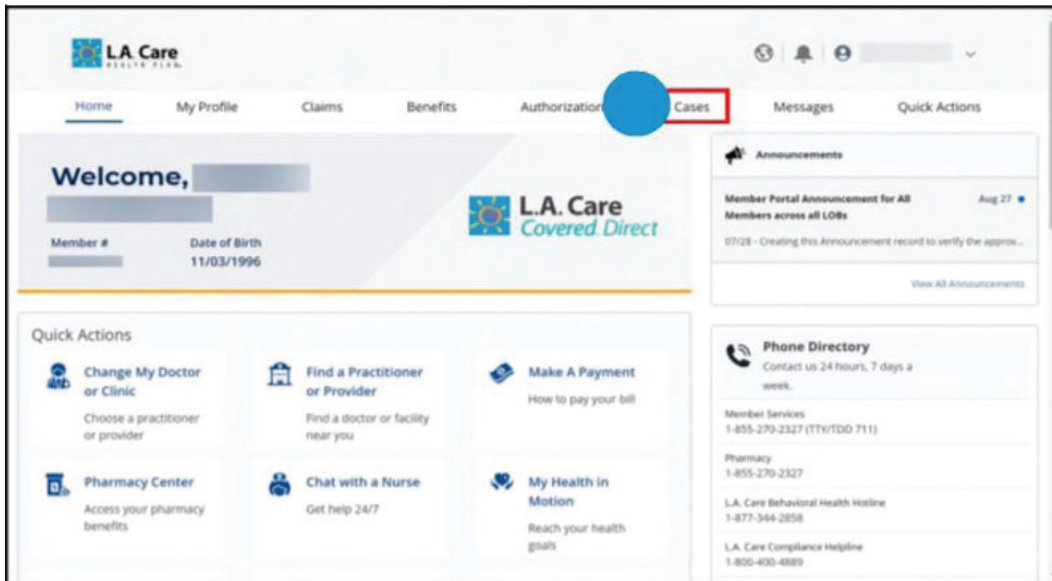 L.A. Care
HEALTH PLAN®
Home My Profile Claims Benefits Authorization Cases Messages Quick Actions
Welcome,
Member # Date of Birth
11/03/1996
L.A. Care
Covered Direct
Announcements
Member Portal Announcement for All Aug 27
Members across all LOBs
07/28 - Creating this Announcement record to verify the approv...
View All Announcements
Quick Actions
Change My Doctor
or Clinic
Choose a practitioner
or provider
Find a Practitioner
or Provider
Find a doctor or facility
near you
Make A Payment
How to pay your bill
Pharmacy Center
Access your pharmacy
benefits
Chat with a Nurse
Get help 24/7
My Health in
Motion
Reach your health
goals
Phone Directory
Contact us 24 hours, 7 days a
week.
Member Services
1-855-270-2327 (TTY/TDD 711)
Pharmacy
1-855-270-2327
L.A. Care Behavioral Health Hotline
1-877-344-2858
L.A. Care Compliance Helpline
1-800-400-4889